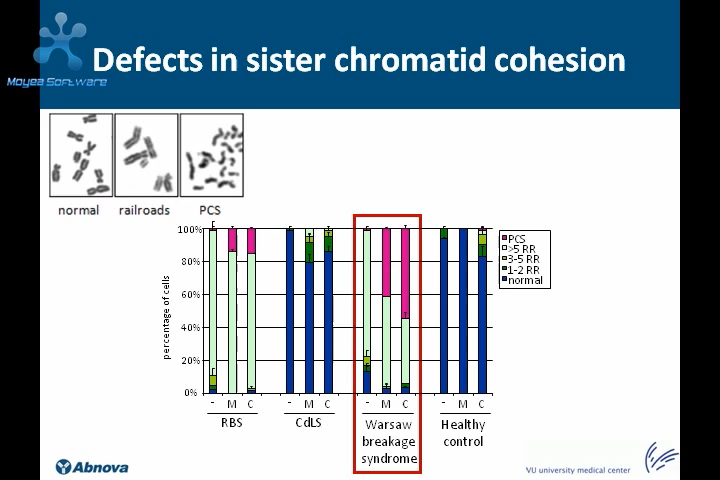 Moyea Software
Defects in sister chromatid cohesion
normal railroads PCS
percentage of cells
100%
80%
60%
40%
20%
0%
- M C - M C - M C - M C
RBS CdLS Warsaw breakage syndrome Healthy control
PCS
>5 RR
3-5 RR
1-2 RR
normal
Abnova
VU university medical center